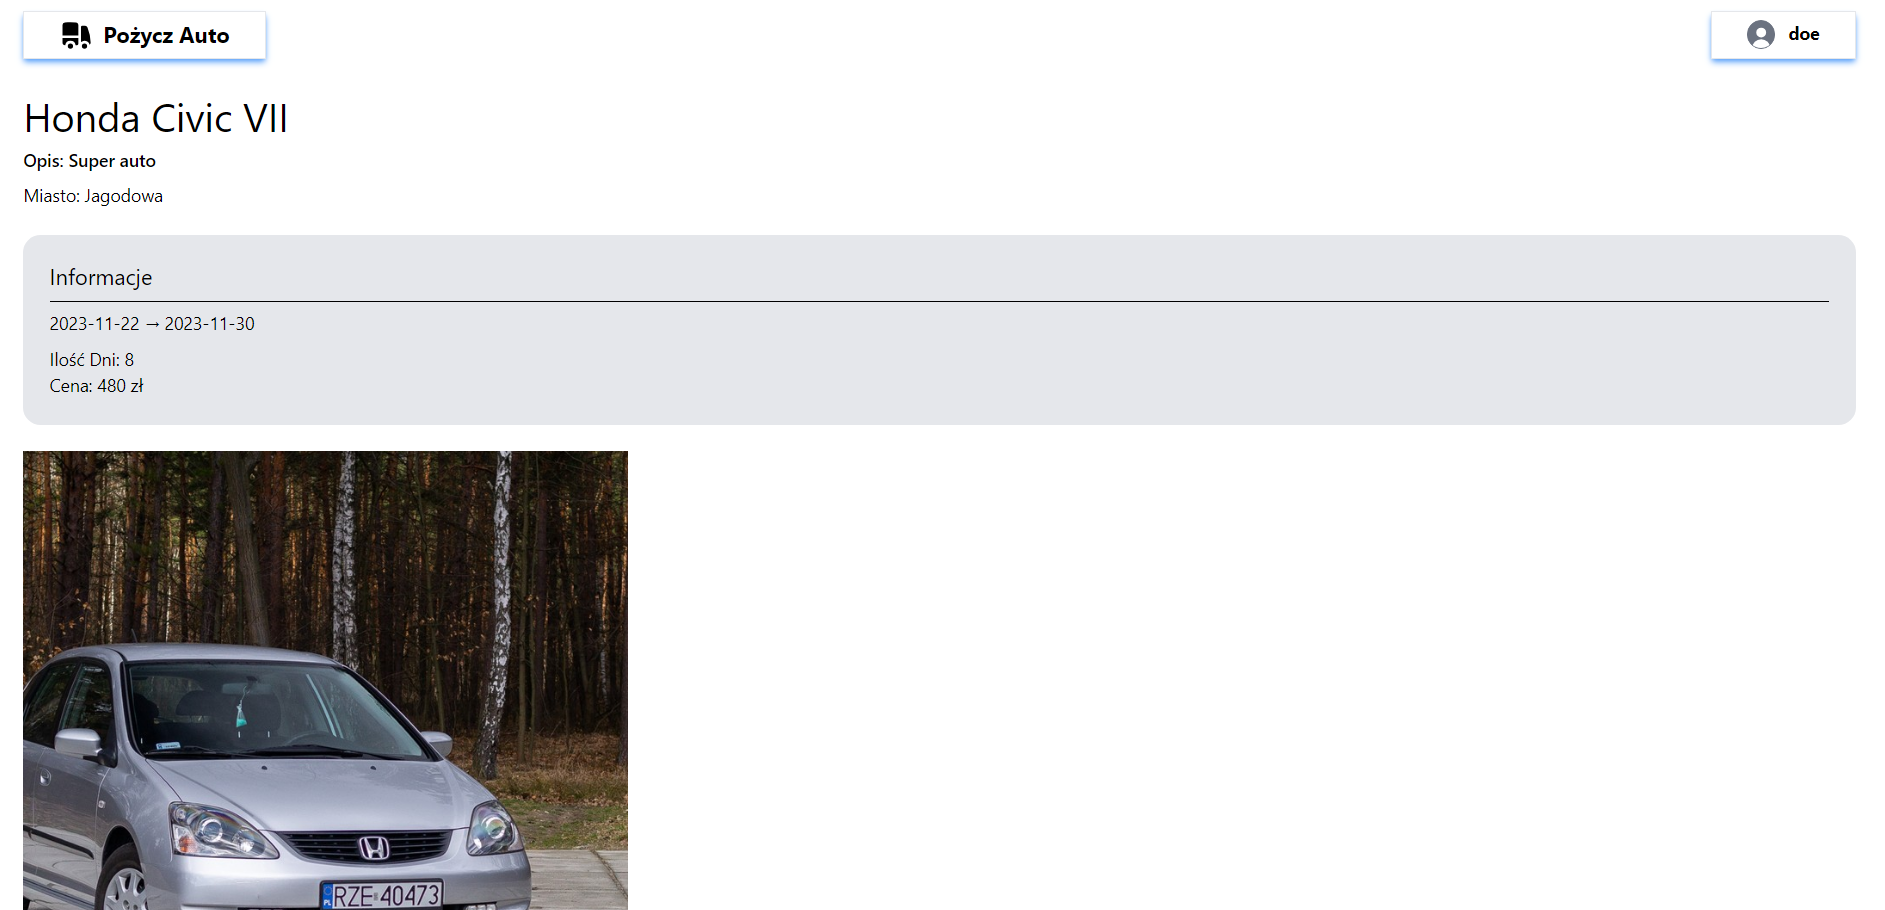 Pożycz Auto
doe
Honda Civic VII
Opis: Super auto
Miasto: Jagodowa
Informacje
2023-11-22 → 2023-11-30
Ilość Dni: 8
Cena: 480 zł
PL
RZE 40473